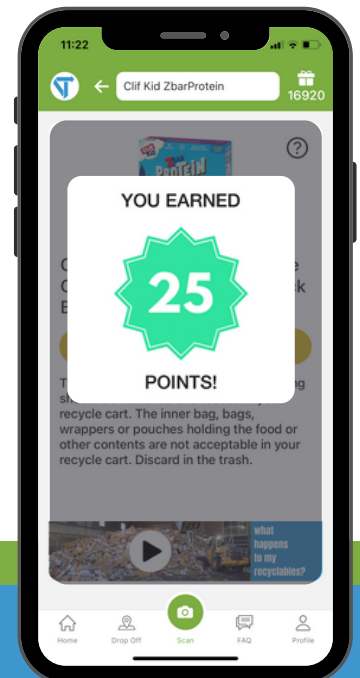 11:22
Clif Kid ZbarProtein
16920
PROTEIN
?
YOU EARNED
25
POINTS!
recycle cart. The inner bag, bags,
wrappers or pouches holding the food or
other contents are not acceptable in your
recycle cart. Discard in the trash.
what
happens
to my
recyclables?
Home
Drop Off
Scan
FAQ
Profile